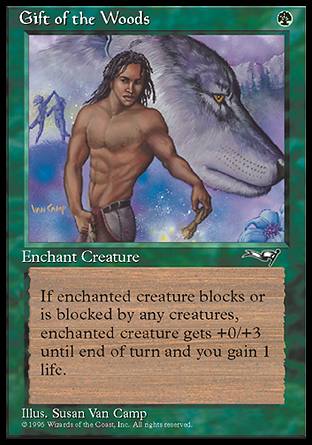 Gift of the Woods
VAN CAMP
Enchant Creature
If enchanted creature blocks or
is blocked by any creatures,
enchanted creature gets +0/+3
until end of turn and you gain 1
life.
Illus. Susan Van Camp
© 1996 Wizards of the Coast, Inc. All rights reserved.